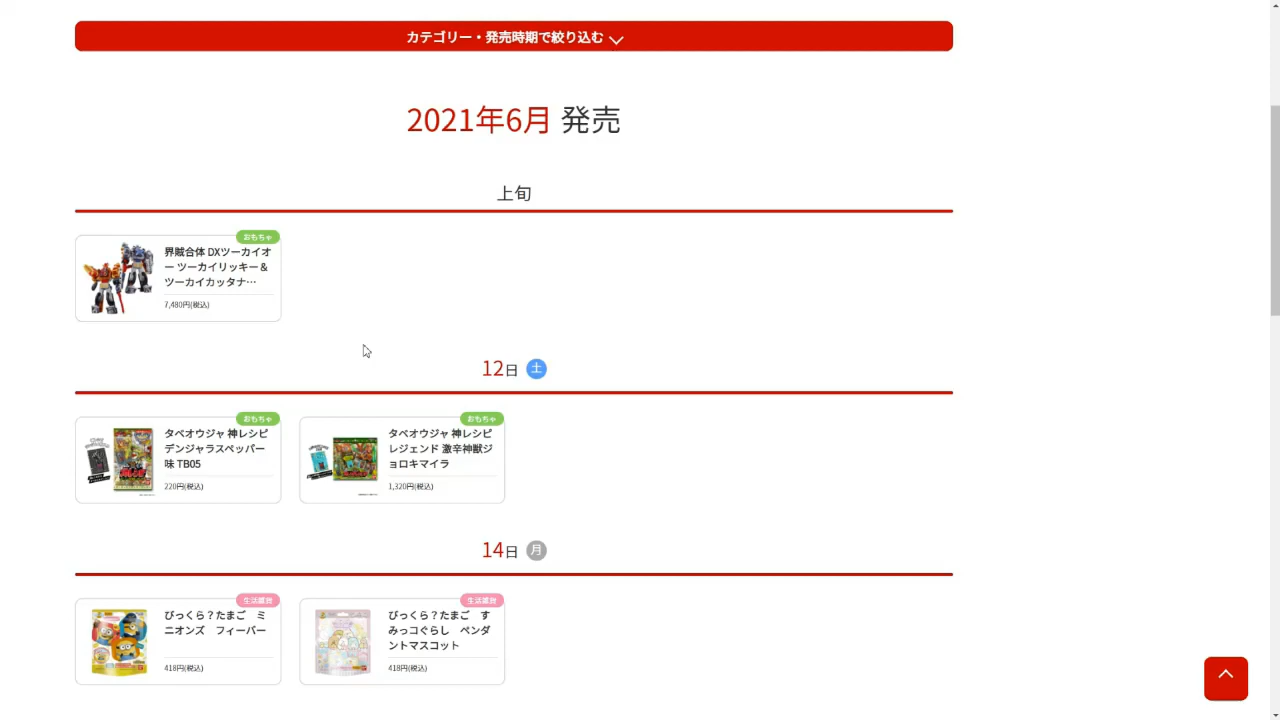 カテゴリー・発売時期で絞り込む
2021年6月 発売
上旬
おもちゃ
界賊合体 DXツーカイオ
ー ツーカイリッキー＆
ツーカイカッタナ…
7,480円(税込)
12日 土
おもちゃ
タベオウジャ 神レシピ
デンジャラスペッパー
味 TB05
220円(税込)
おもちゃ
タベオウジャ 神レシピ
レジェンド 激辛神獣ジ
ョロキマイラ
1,320円(税込)
14日 月
生活雑貨
びっくら？たまご　ミ
ニオンズ　フィーバー
418円(税込)
生活雑貨
びっくら？たまご　す
みっコぐらし　ペンダ
ントマスコット
418円(税込)